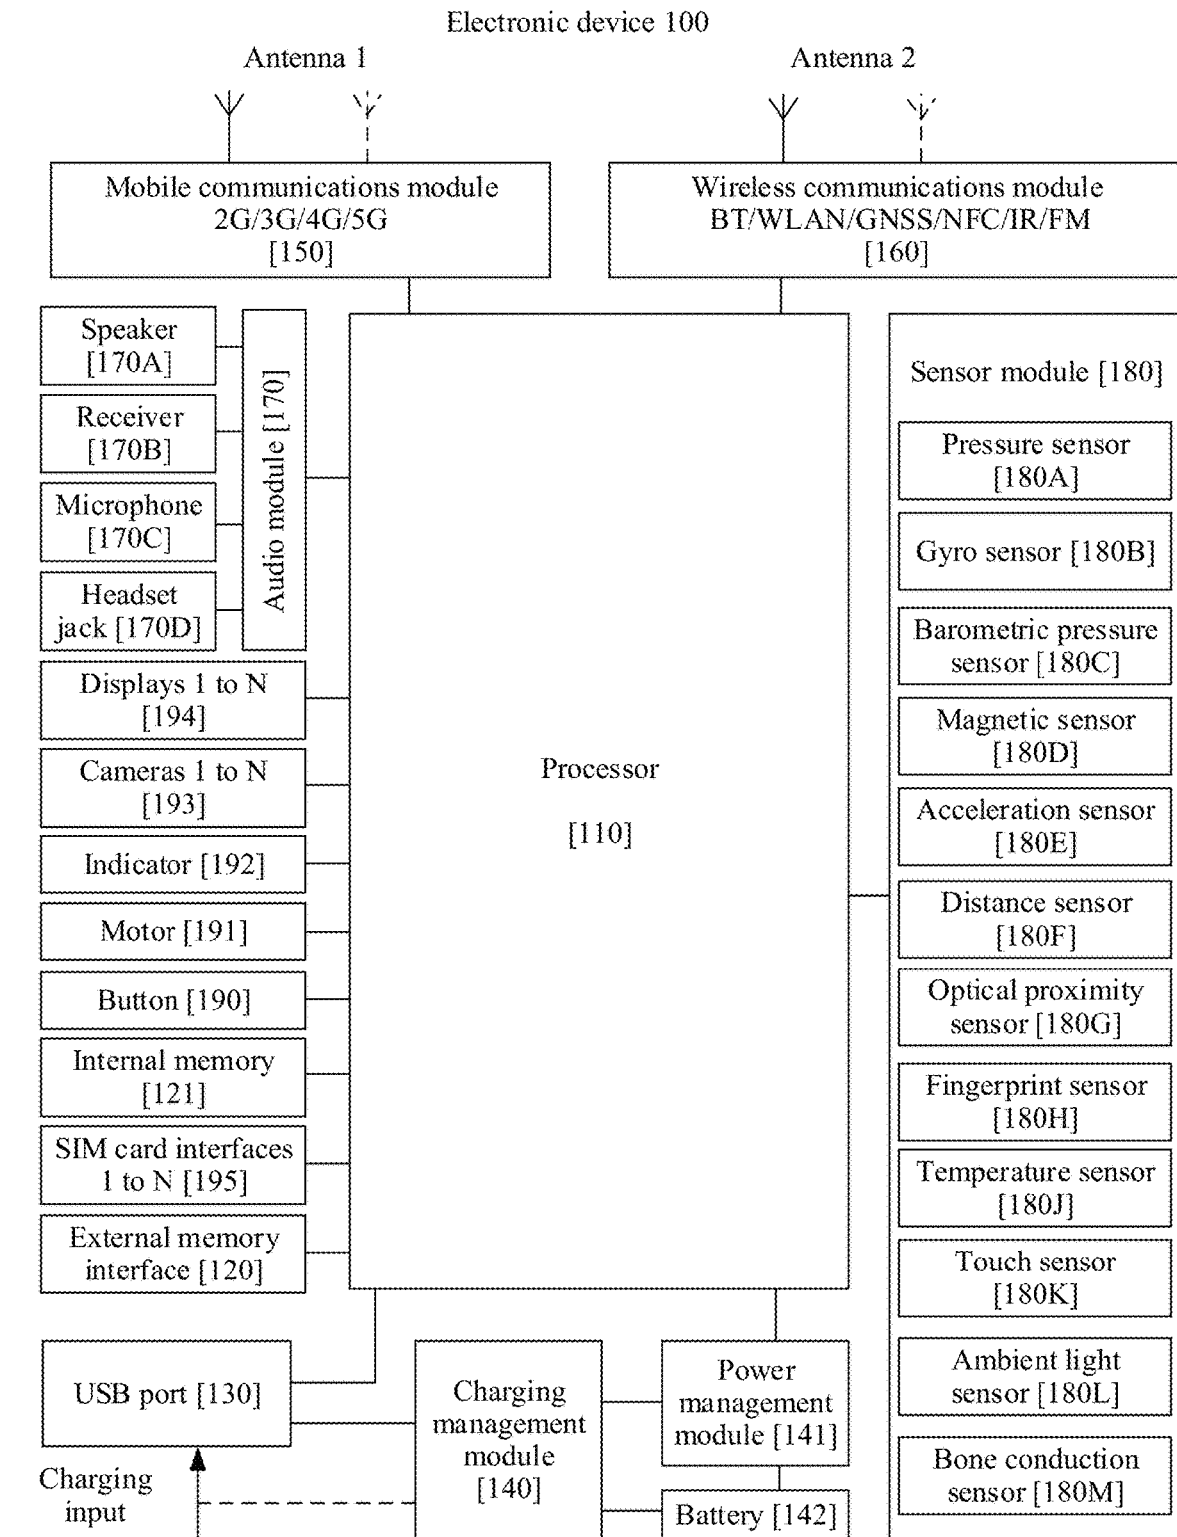 Electronic device 100
Antenna 1
Antenna 2
Mobile communications module
2G/3G/4G/5G
[150]
Wireless communications module
BT/WLAN/GNSS/NFC/IR/FM
[160]
Speaker
[170A]
Receiver
[170B]
Microphone
[170C]
Headset
jack [170D]
Audio module [170]
Displays 1 to N
[194]
Cameras 1 to N
[193]
Indicator [192]
Motor [191]
Button [190]
Internal memory
[121]
SIM card interfaces
1 to N [195]
External memory
interface [120]
Processor
[110]
Sensor module [180]
Pressure sensor
[180A]
Gyro sensor [180B]
Barometric pressure
sensor [180C]
Magnetic sensor
[180D]
Acceleration sensor
[180E]
Distance sensor
[180F]
Optical proximity
sensor [180G]
Fingerprint sensor
[180H]
Temperature sensor
[180J]
Touch sensor
[180K]
Ambient light
sensor [180L]
Bone conduction
sensor [180M]
USB port [130]
Charging
input
Charging
management
module
[140]
Power
management
module [141]
Battery [142]